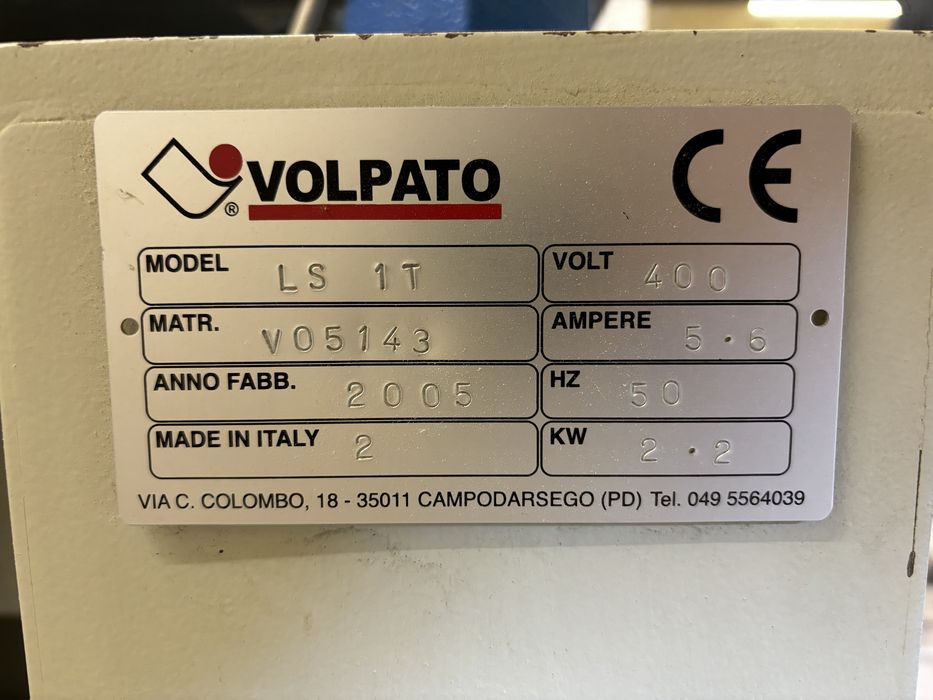 ® VOLPATO CE
MODEL LS 1T VOLT 400
MATR. V05143 AMPERE 5.6
ANNO FABB. 2005 HZ 50
MADE IN ITALY 2 KW 2.2
VIA C. COLOMBO, 18 - 35011 CAMPODARSEGO (PD) Tel. 049 5564039